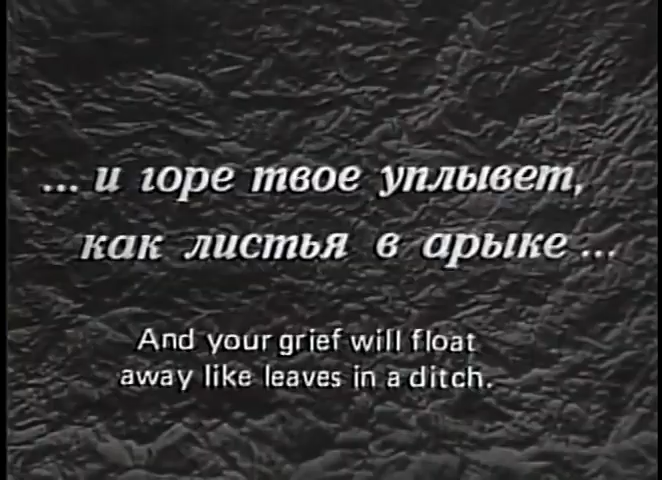 ... и горе твое уплывет,
как листья в арыке ...
And your grief will float
away like leaves in a ditch.